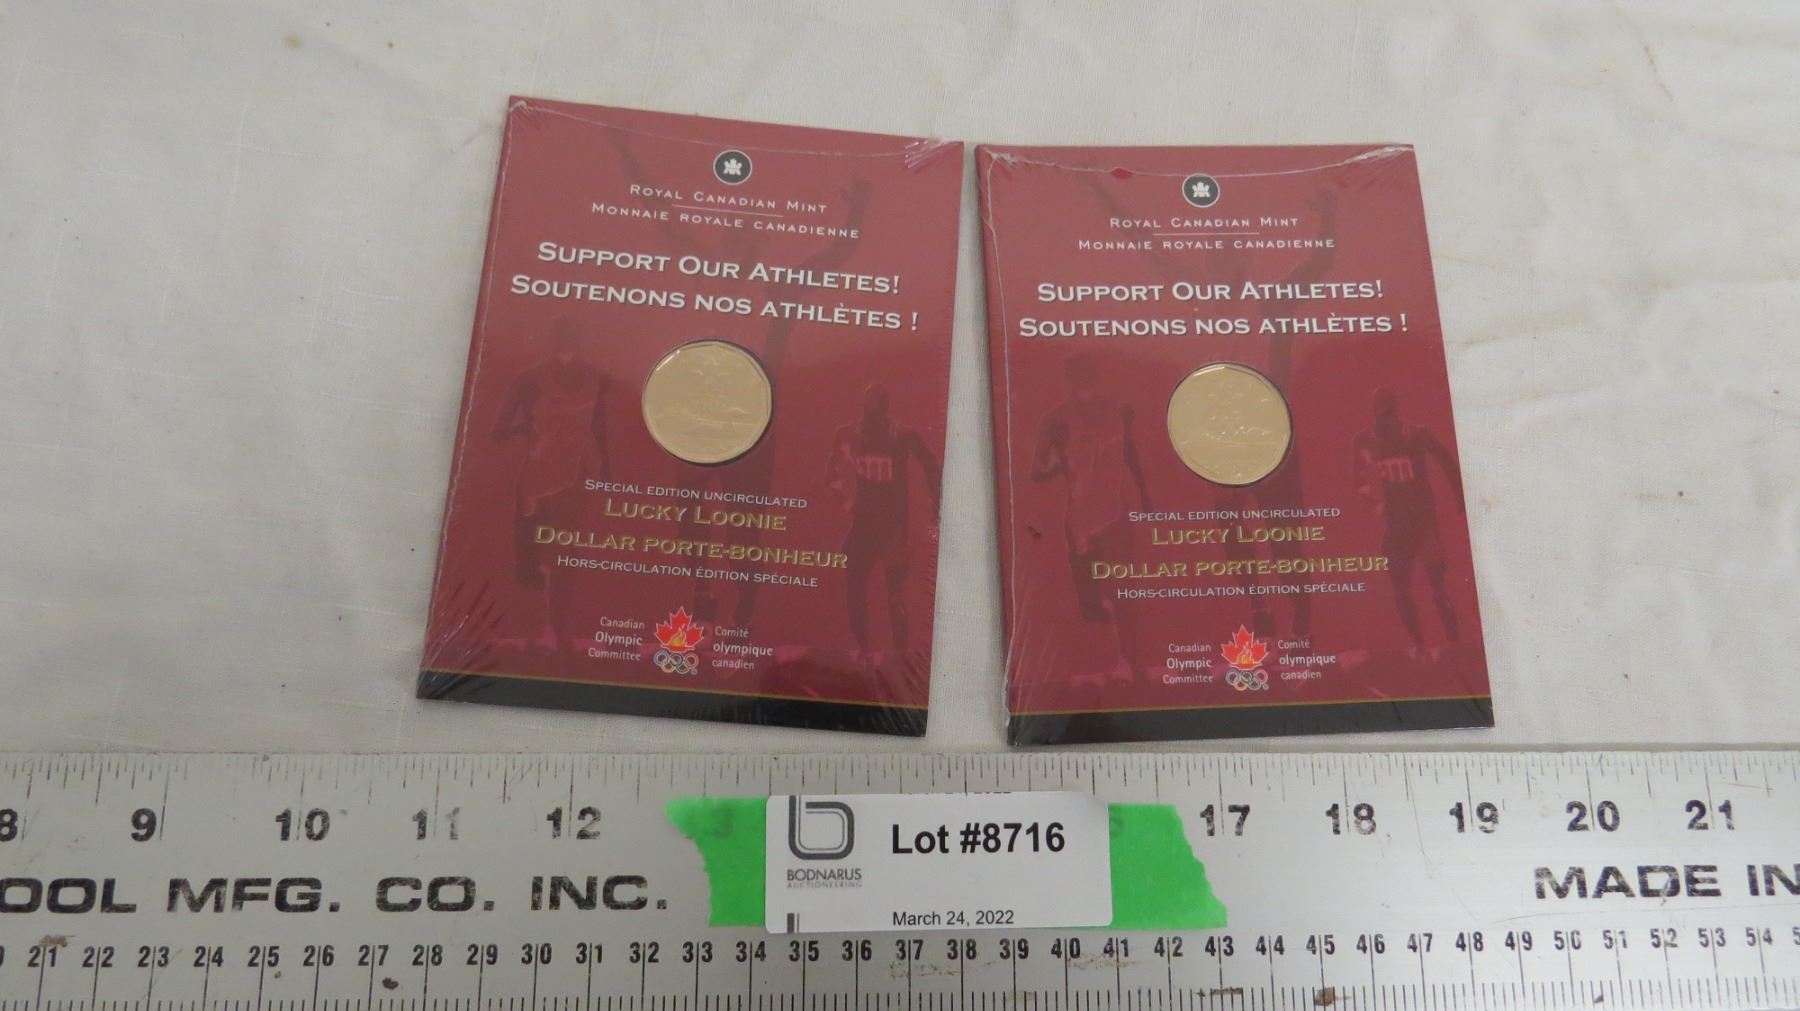 ROYAL CANADIAN MINT
MONNAIE ROYALE CANADIENNE
SUPPORT OUR ATHLETES!
SOUTENONS NOS ATHLÈTES !
SPECIAL EDITION UNCIRCULATED
LUCKY LOONIE
DOLLAR PORTE-BONHEUR
HORS-CIRCULATION ÉDITION SPÉCIALE
Canadian
Olympic
Committee
Comité
olympique
canadien
ROYAL CANADIAN MINT
MONNAIE ROYALE CANADIENNE
SUPPORT OUR ATHLETES!
SOUTENONS NOS ATHLÈTES !
SPECIAL EDITION UNCIRCULATED
LUCKY LOONIE
DOLLAR PORTE-BONHEUR
HORS-CIRCULATION ÉDITION SPÉCIALE
Canadian
Olympic
Committee
Comité
olympique
canadien
8 9 10 11 12 13 17 18 19 20 21
OOL MFG. CO. INC. MADE IN
BODNARUS
AUCTIONEERING
Lot #8716
March 24, 2022
21 22 23 24 25 26 27 28 29 30 31 32 33 34 35 36 37 38 39 40 41 42 43 44 45 46 47 48 49 50 51 52 53 54